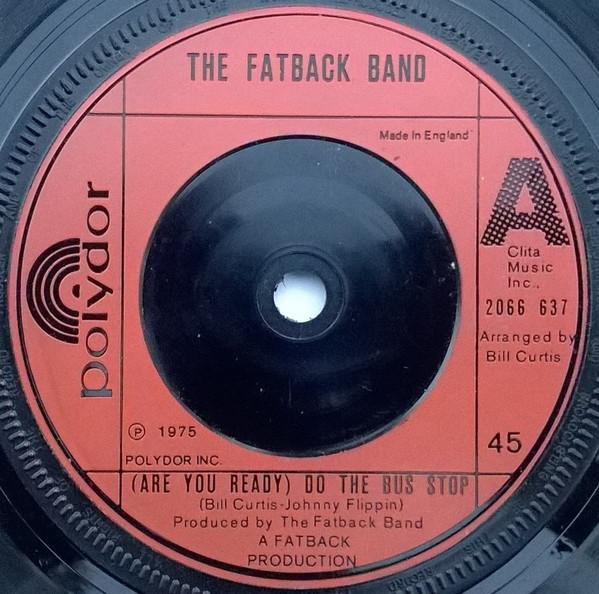 THE FATBACK BAND
Made In England
polydor
A
Clita
Music
Inc.,
2066 637
Arranged by
Bill Curtis
℗ 1975
POLYDOR INC.
45
(ARE YOU READY) DO THE BUS STOP
(Bill Curtis-Johnny Flippin)
Produced by The Fatback Band
A FATBACK
PRODUCTION